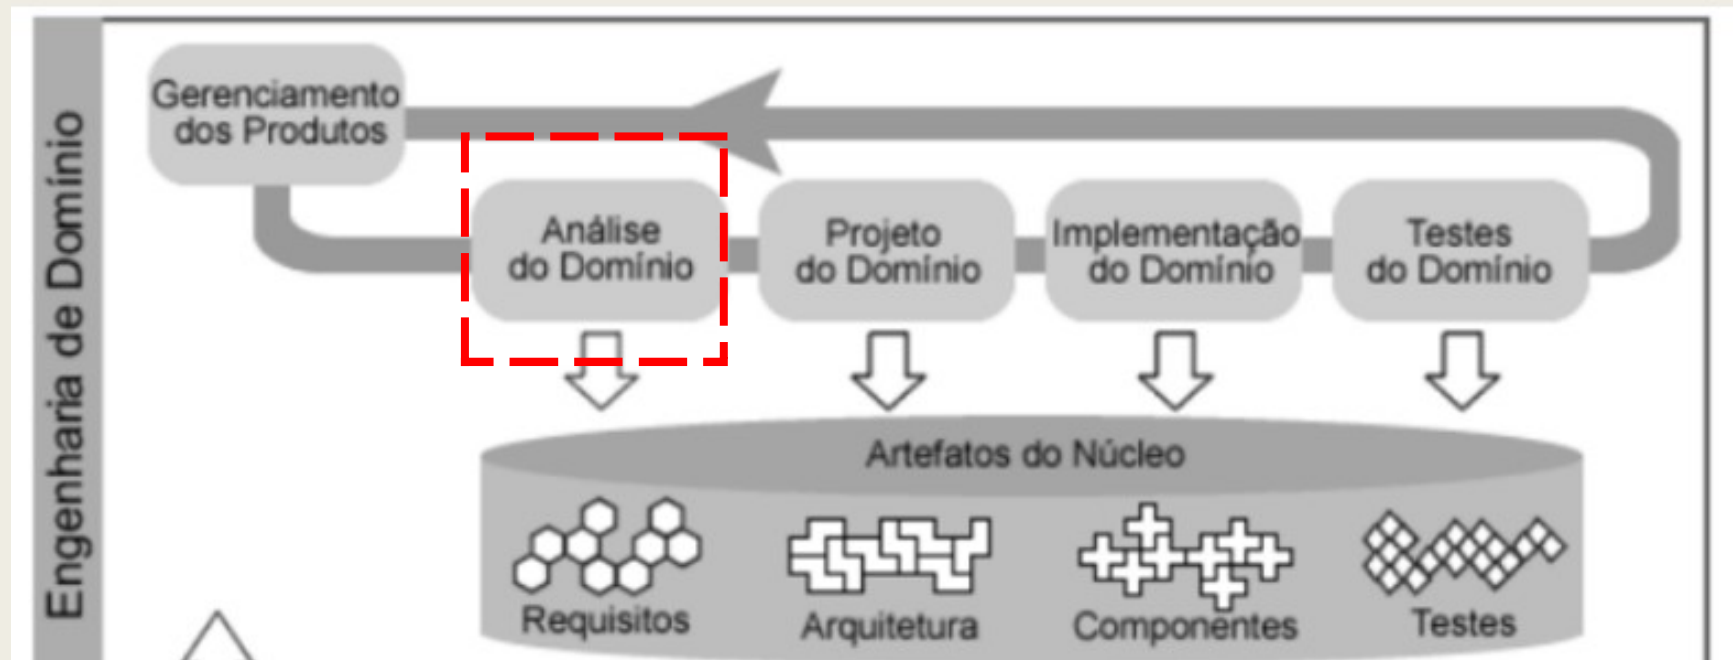 Engenharia de Domínio
Gerenciamento
dos Produtos
Análise
do Domínio
Projeto
do Domínio
Implementação
do Domínio
Testes
do Domínio
Artefatos do Núcleo
Requisitos
Arquitetura
Componentes
Testes